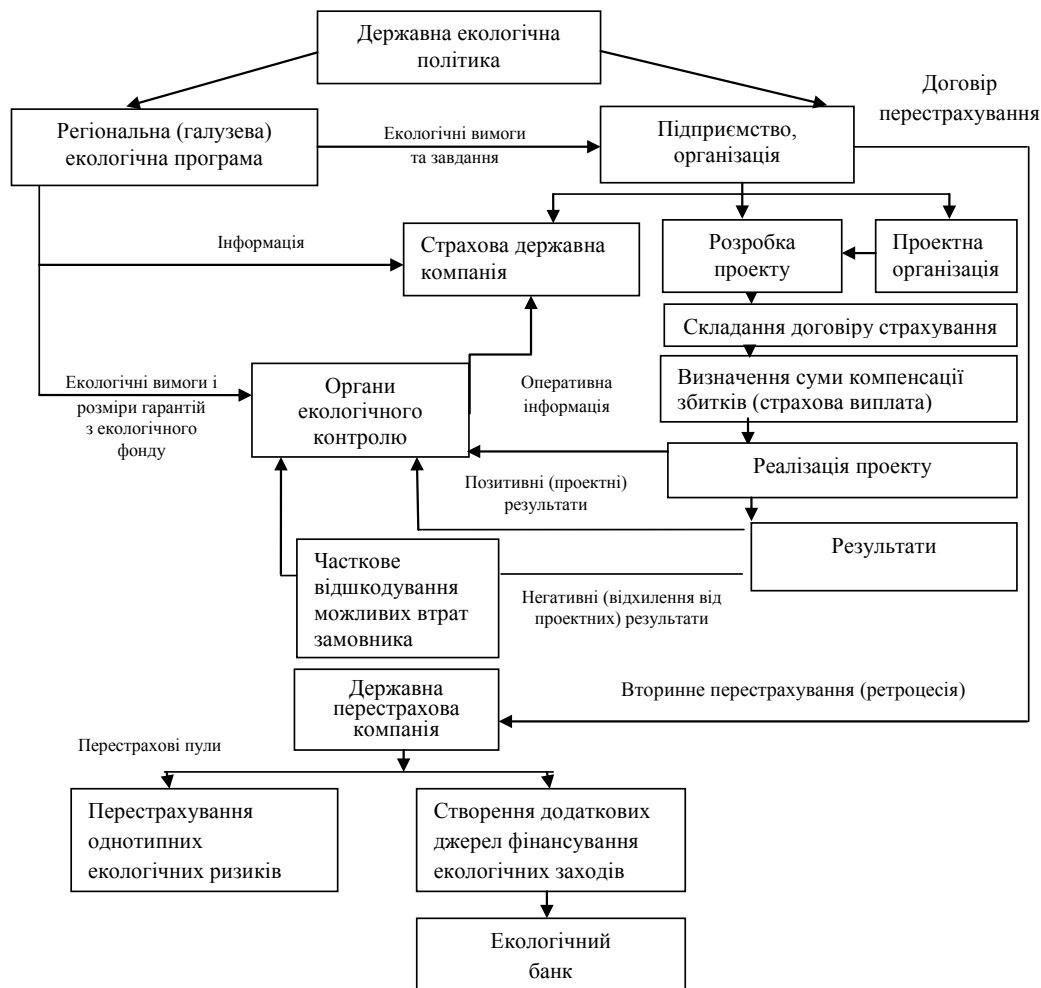 Державна екологічна
політика
Договір
перестрахування
Регіональна (галузева)
екологічна програма
Екологічні вимоги
та завдання
Підприємство,
організація
Інформація
Страхова державна
компанія
Розробка
проекту
Проектна
організація
Складання договіру страхування
Екологічні вимоги і
розміри гарантій
з екологічного
фонду
Органи
екологічного
контролю
Оперативна
інформація
Визначення суми компенсації
збитків (страхова виплата)
Реалізація проекту
Позитивні (проектні)
результати
Результати
Часткове
відшкодування
можливих втрат
замовника
Негативні (відхилення від
проектних) результати
Державна
перестрахова
компанія
Вторинне перестрахування (ретроцесія)
Перестрахові пули
Перестрахування
однотипних
екологічних ризиків
Створення додаткових
джерел фінансування
екологічних заходів
Екологічний
банк